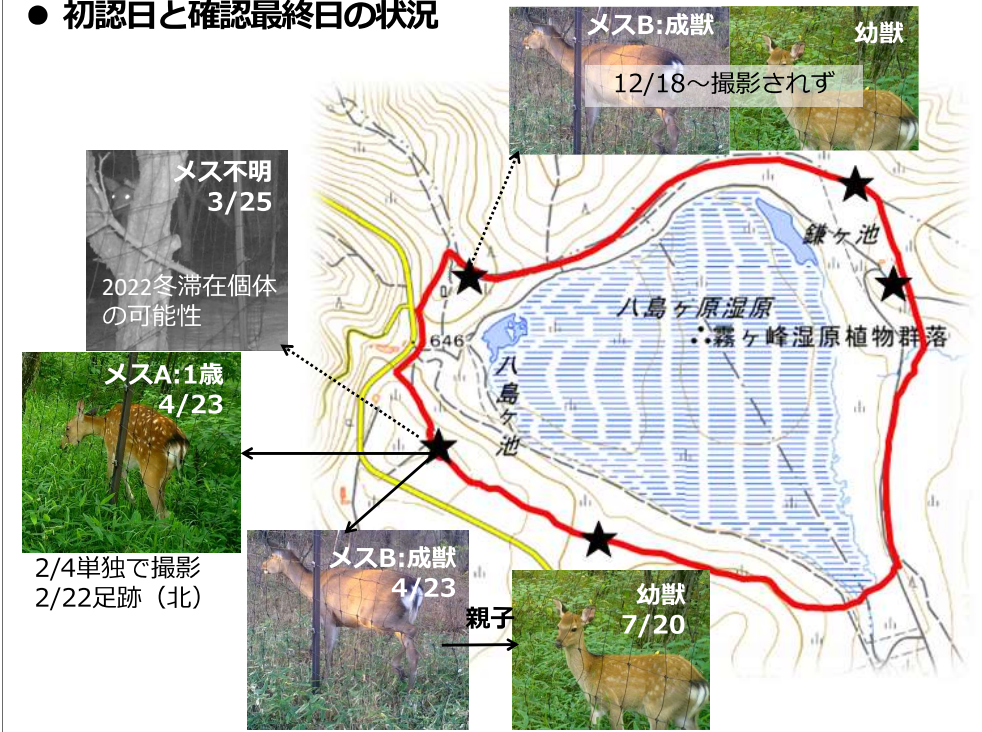 ● 初認日と確認最終日の状況
メスB:成獣
幼獣
12/18～撮影されず
メス不明
3/25
2022冬滞在個体
の可能性
鎌ヶ池
八島ヶ原湿原
霧ヶ峰湿原植物群落
646
八島ヶ池
メスA:1歳
4/23
2/4単独で撮影
2/22足跡（北）
メスB:成獣
4/23
親子
幼獣
7/20